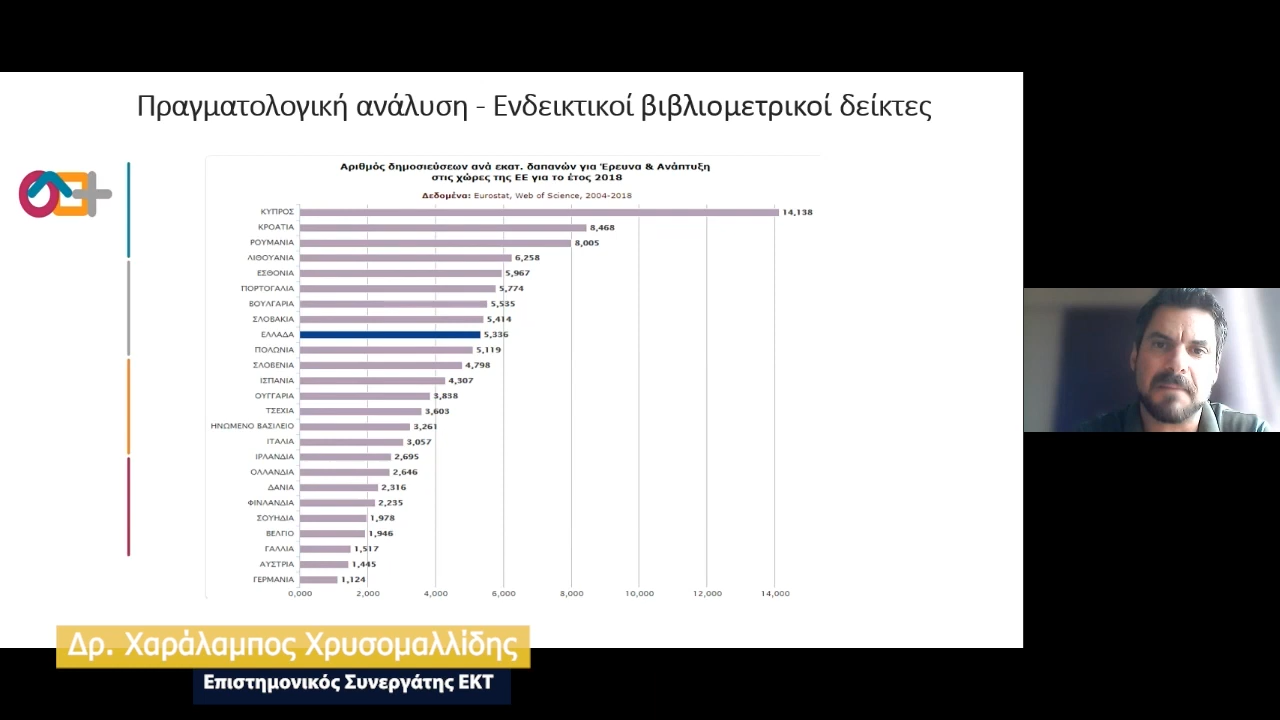 Πραγματολογική ανάλυση - Ενδεικτικοί βιβλιομετρικοί δείκτες
Αριθμός δημοσιεύσεων ανά εκατ. δαπανών για Έρευνα & Ανάπτυξη
στις χώρες της ΕΕ για το έτος 2018
Δεδομένα: Eurostat, Web of Science, 2004-2018
ΚΥΠΡΟΣ 14,138
ΚΡΟΑΤΙΑ 8,468
ΡΟΥΜΑΝΙΑ 8,005
ΛΙΘΟΥΑΝΙΑ 6,258
ΕΣΘΟΝΙΑ 5,967
ΠΟΡΤΟΓΑΛΙΑ 5,774
ΒΟΥΛΓΑΡΙΑ 5,535
ΣΛΟΒΑΚΙΑ 5,414
ΕΛΛΑΔΑ 5,336
ΠΟΛΩΝΙΑ 5,119
ΣΛΟΒΕΝΙΑ 4,798
ΙΣΠΑΝΙΑ 4,307
ΟΥΓΓΑΡΙΑ 3,838
ΤΣΕΧΙΑ 3,603
ΗΝΩΜΕΝΟ ΒΑΣΙΛΕΙΟ 3,261
ΙΤΑΛΙΑ 3,057
ΙΡΛΑΝΔΙΑ 2,695
ΟΛΛΑΝΔΙΑ 2,646
ΔΑΝΙΑ 2,316
ΦΙΝΛΑΝΔΙΑ 2,235
ΣΟΥΗΔΙΑ 1,978
ΒΕΛΓΙΟ 1,946
ΓΑΛΛΙΑ 1,517
ΑΥΣΤΡΙΑ 1,445
ΓΕΡΜΑΝΙΑ 1,124
0,000 2,000 4,000 6,000 8,000 10,000 12,000 14,000
Δρ. Χαράλαμπος Χρυσομαλλίδης
Επιστημονικός Συνεργάτης ΕΚΤ